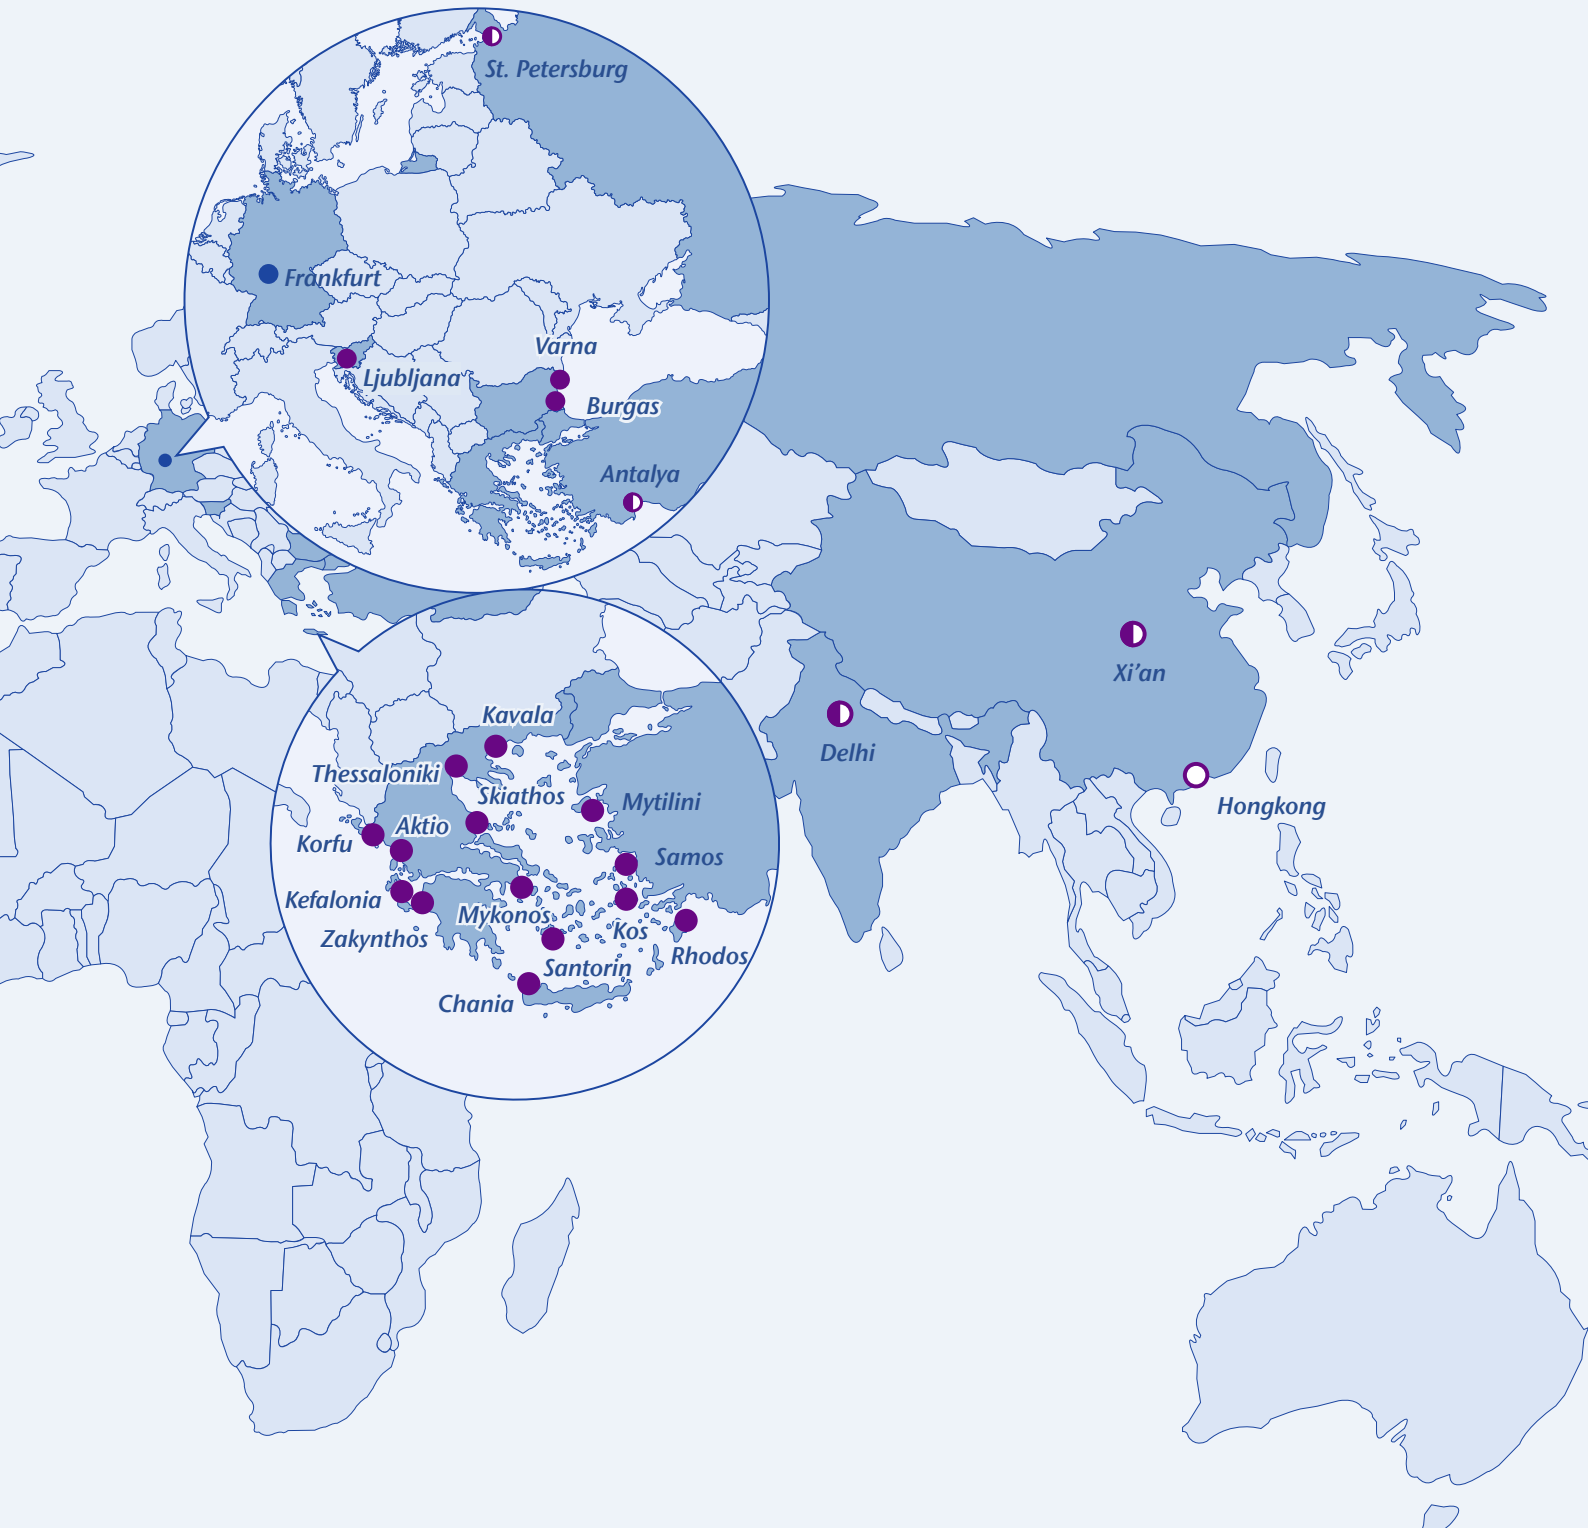 St. Petersburg
Frankfurt
Varna
Ljubljana
Burgas
Antalya
Xi’an
Kavala
Delhi
Thessaloniki
Skiathos
Mytilini
Hongkong
Aktio
Korfu
Samos
Kefalonia
Mykonos
Kos
Zakynthos
Rhodos
Santorin
Chania